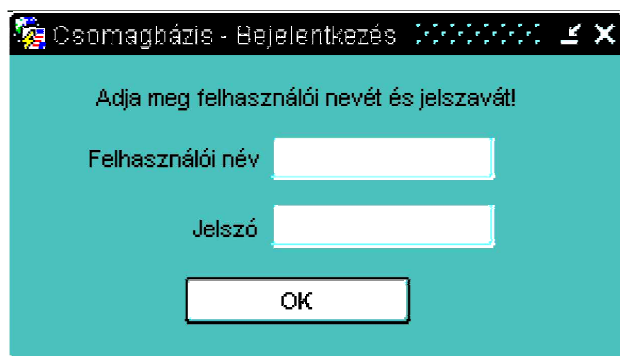 Csomagbázis - Bejelentkezés
Adja meg felhasználói nevét és jelszavát!
Felhasználói név
Jelszó
OK